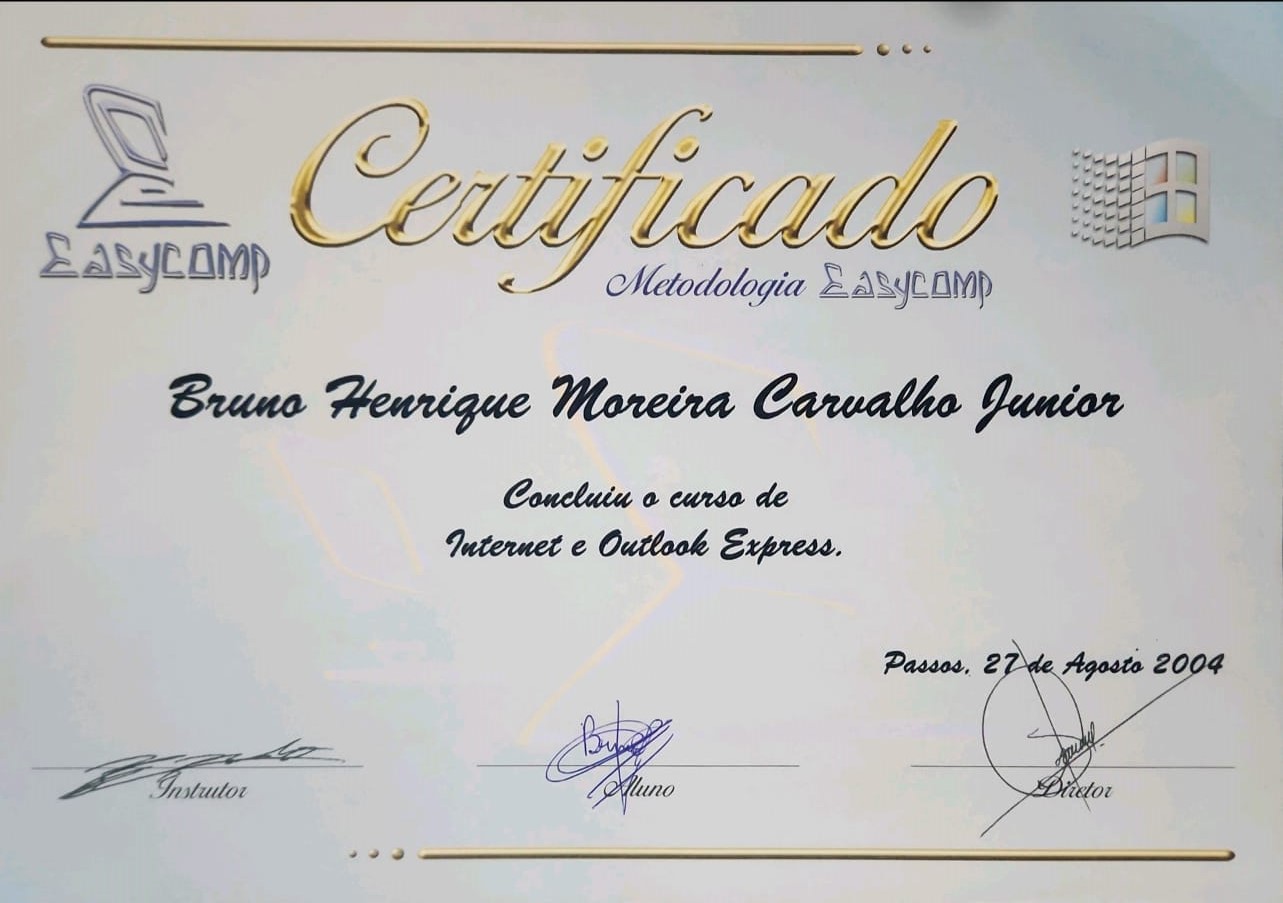 Certificado
Easycomp
Metodologia Easycomp
Bruno Henrique Moreira Carvalho Junior
Concluiu o curso de
Internet e Outlook Express.
Passos, 27 de Agosto 2004
Instrutor
Aluno
Diretor